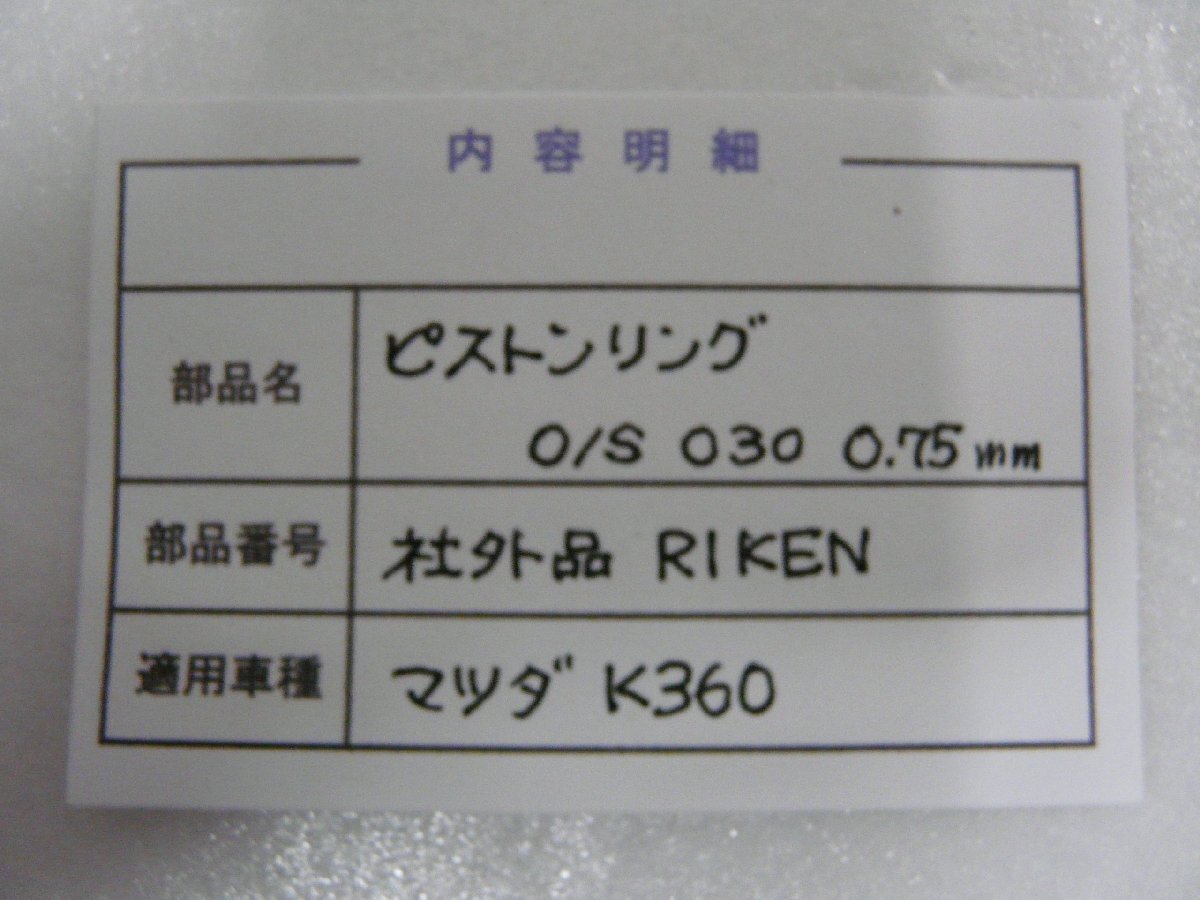 内容明細
部品名
ピストンリング
O/S 030 0.75mm
部品番号
社外品 RIKEN
適用車種
マツダ K360